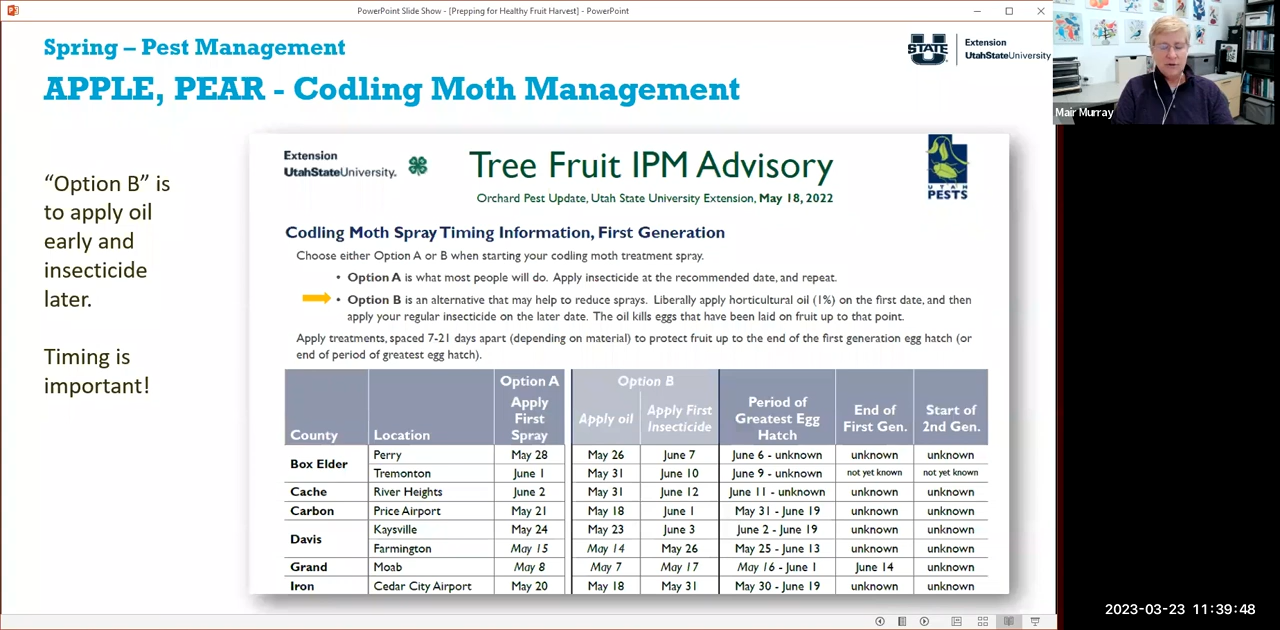 PowerPoint Slide Show - [Prepping for Healthy Fruit Harvest] - PowerPoint
Spring – Pest Management
APPLE, PEAR - Codling Moth Management
U STATE
Extension
UtahStateUniversity
Mair Murray
"Option B" is
to apply oil
early and
insecticide
later.
Timing is
important!
Extension
UtahStateUniversity.
Tree Fruit IPM Advisory
Orchard Pest Update, Utah State University Extension, May 18, 2022
UTAH
PESTS
Codling Moth Spray Timing Information, First Generation
Choose either Option A or B when starting your codling moth treatment spray.
• Option A is what most people will do. Apply insecticide at the recommended date, and repeat.
• Option B is an alternative that may help to reduce sprays. Liberally apply horticultural oil (1%) on the first date, and then
apply your regular insecticide on the later date. The oil kills eggs that have been laid on fruit up to that point.
Apply treatments, spaced 7-21 days apart (depending on material) to protect fruit up to the end of the first generation egg hatch (or
end of period of greatest egg hatch).
County Location Option A Apply First Spray Option B Apply oil Apply First Insecticide Period of Greatest Egg Hatch End of First Gen. Start of 2nd Gen.
Box Elder Perry May 28 May 26 June 7 June 6 - unknown unknown unknown
Tremonton June 1 May 31 June 10 June 9 - unknown not yet known not yet known
Cache River Heights June 2 May 31 June 12 June 11 - unknown unknown unknown
Carbon Price Airport May 21 May 18 June 1 May 31 - June 19 unknown unknown
Davis Kaysville May 24 May 23 June 3 June 2 - June 19 unknown unknown
Farmington May 15 May 14 May 26 May 25 - June 13 unknown unknown
Grand Moab May 8 May 7 May 17 May 16 - June 1 June 14 unknown
Iron Cedar City Airport May 20 May 18 May 31 May 30 - June 19 unknown unknown
2023-03-23 11:39:48